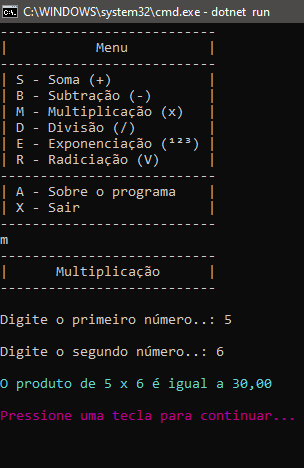 C:\WINDOWS\system32\cmd.exe - dotnet run
---------------------------
|           Menu          |
---------------------------
| S - Soma (+)            |
| B - Subtração (-)       |
| M - Multiplicação (x)   |
| D - Divisão (/)         |
| E - Exponenciação (¹²³) |
| R - Radiciação (V)      |
---------------------------
| A - Sobre o programa    |
| X - Sair                |
---------------------------
m
---------------------------
|      Multiplicação      |
---------------------------
Digite o primeiro número..: 5
Digite o segundo número..: 6
O produto de 5 x 6 é igual a 30,00
Pressione uma tecla para continuar...